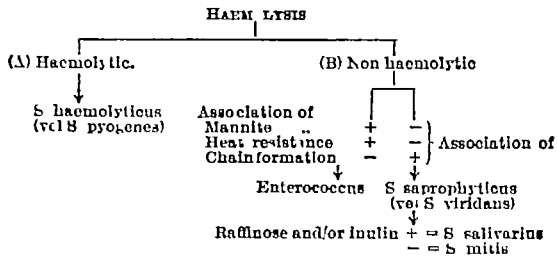 HAEM LYSIS
(A) Haemolytic. (B) Non haemolytic
S haemolyticus Association of
(vel S pyogenes) Mannite „ + -
Heat resistance + - } Association of
Chain formation - +
Enterococcus S saprophyticus
(vel S viridans)
Raffinose and/or inulin + = S salivarius
- = S mitis